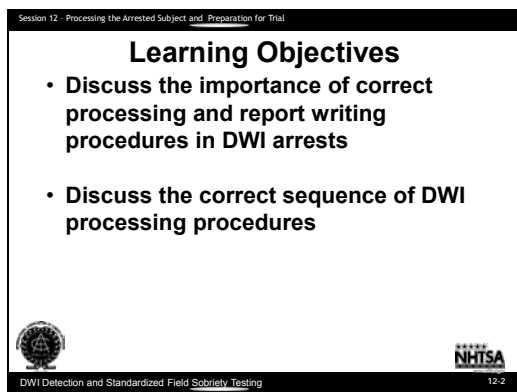 Session 12 - Processing the Arrested Subject and Preparation for Trial
Learning Objectives
• Discuss the importance of correct
processing and report writing
procedures in DWI arrests
• Discuss the correct sequence of DWI
processing procedures
NHTSA
DWI Detection and Standardized Field Sobriety Testing
12-2